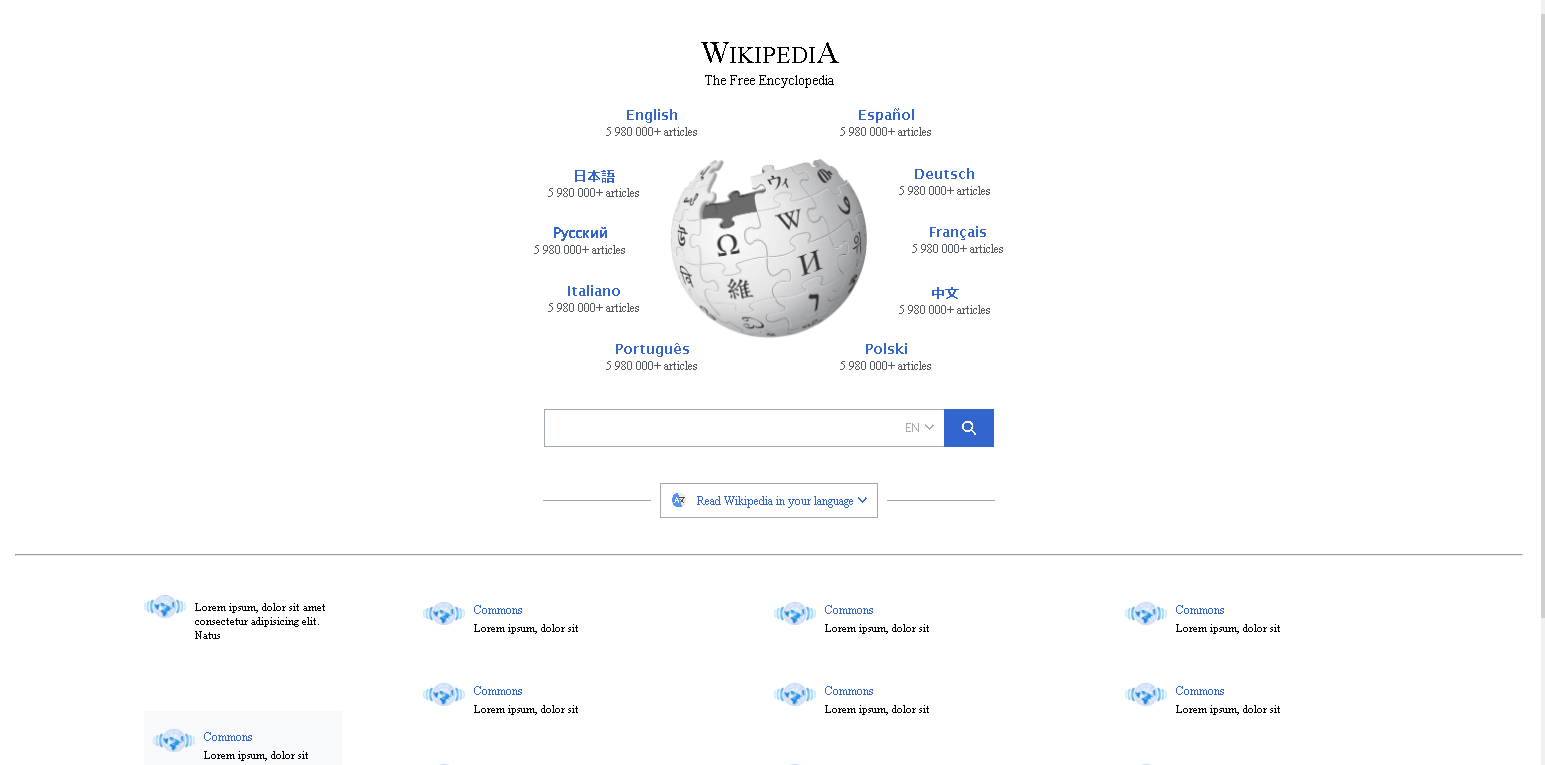 WIKIPEDIA
The Free Encyclopedia
English
5 980 000+ articles
Español
5 980 000+ articles
日本語
5 980 000+ articles
Deutsch
5 980 000+ articles
Русский
5 980 000+ articles
Français
5 980 000+ articles
Italiano
5 980 000+ articles
中文
5 980 000+ articles
Português
5 980 000+ articles
Polski
5 980 000+ articles
ウィ
W
Ω
И
維
EN
Read Wikipedia in your language
Lorem ipsum, dolor sit amet
consectetur adipisicing elit.
Natus
Commons
Lorem ipsum, dolor sit
Commons
Lorem ipsum, dolor sit
Commons
Lorem ipsum, dolor sit
Commons
Lorem ipsum, dolor sit
Commons
Lorem ipsum, dolor sit
Commons
Lorem ipsum, dolor sit
Commons
Lorem ipsum, dolor sit